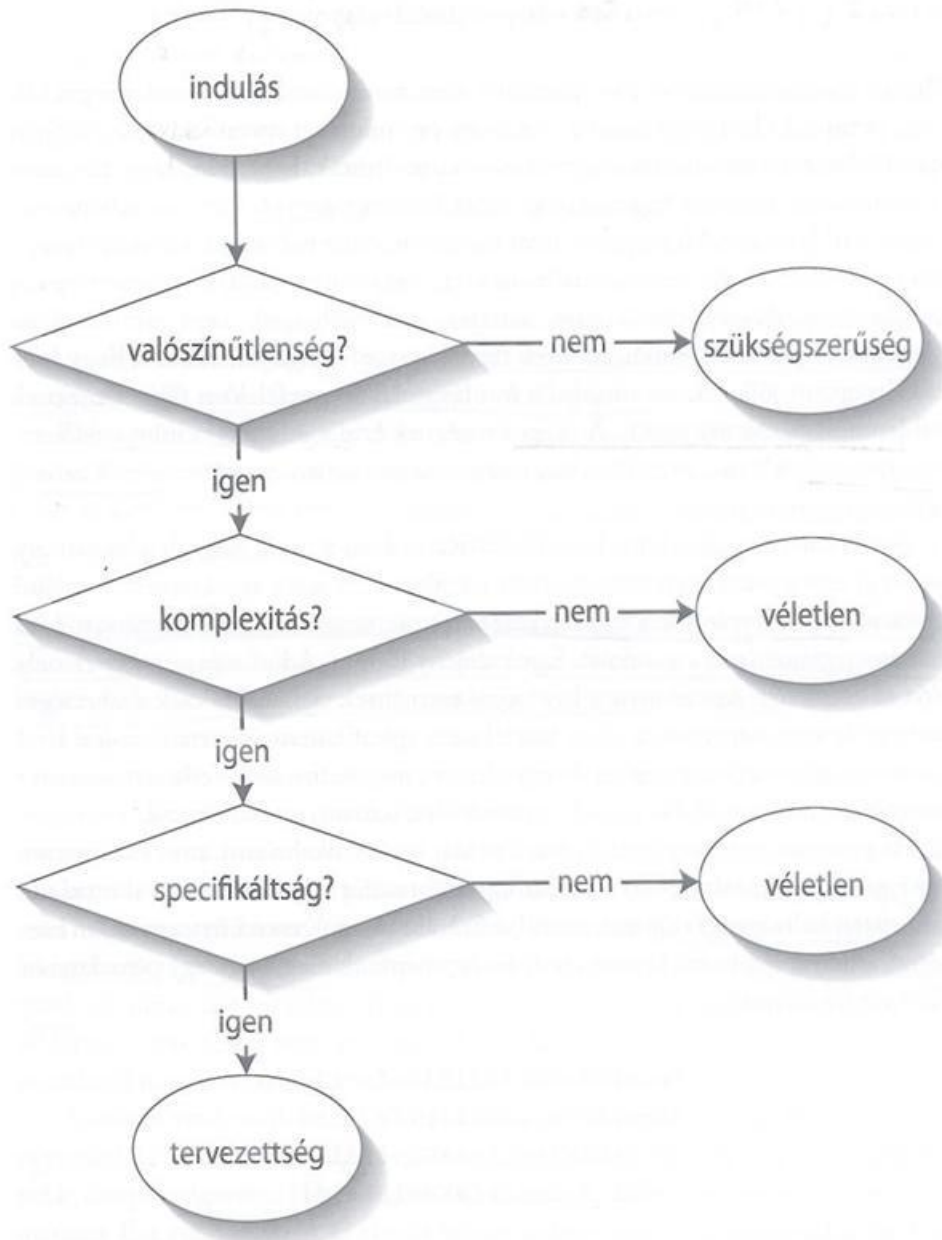 indulás
valószínűtlenség?
nem
szükségszerűség
igen
komplexitás?
nem
véletlen
igen
specifikáltság?
nem
véletlen
igen
tervezettség